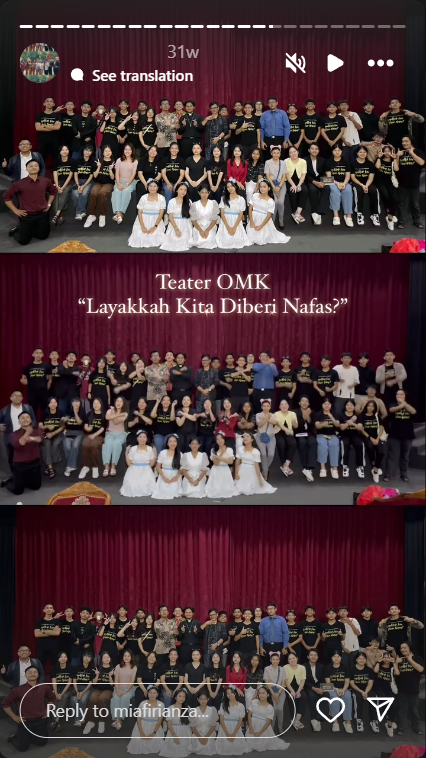 31w
See translation
Teater OMK
“Layakkah Kita Diberi Nafas?”
Reply to miafirianza...